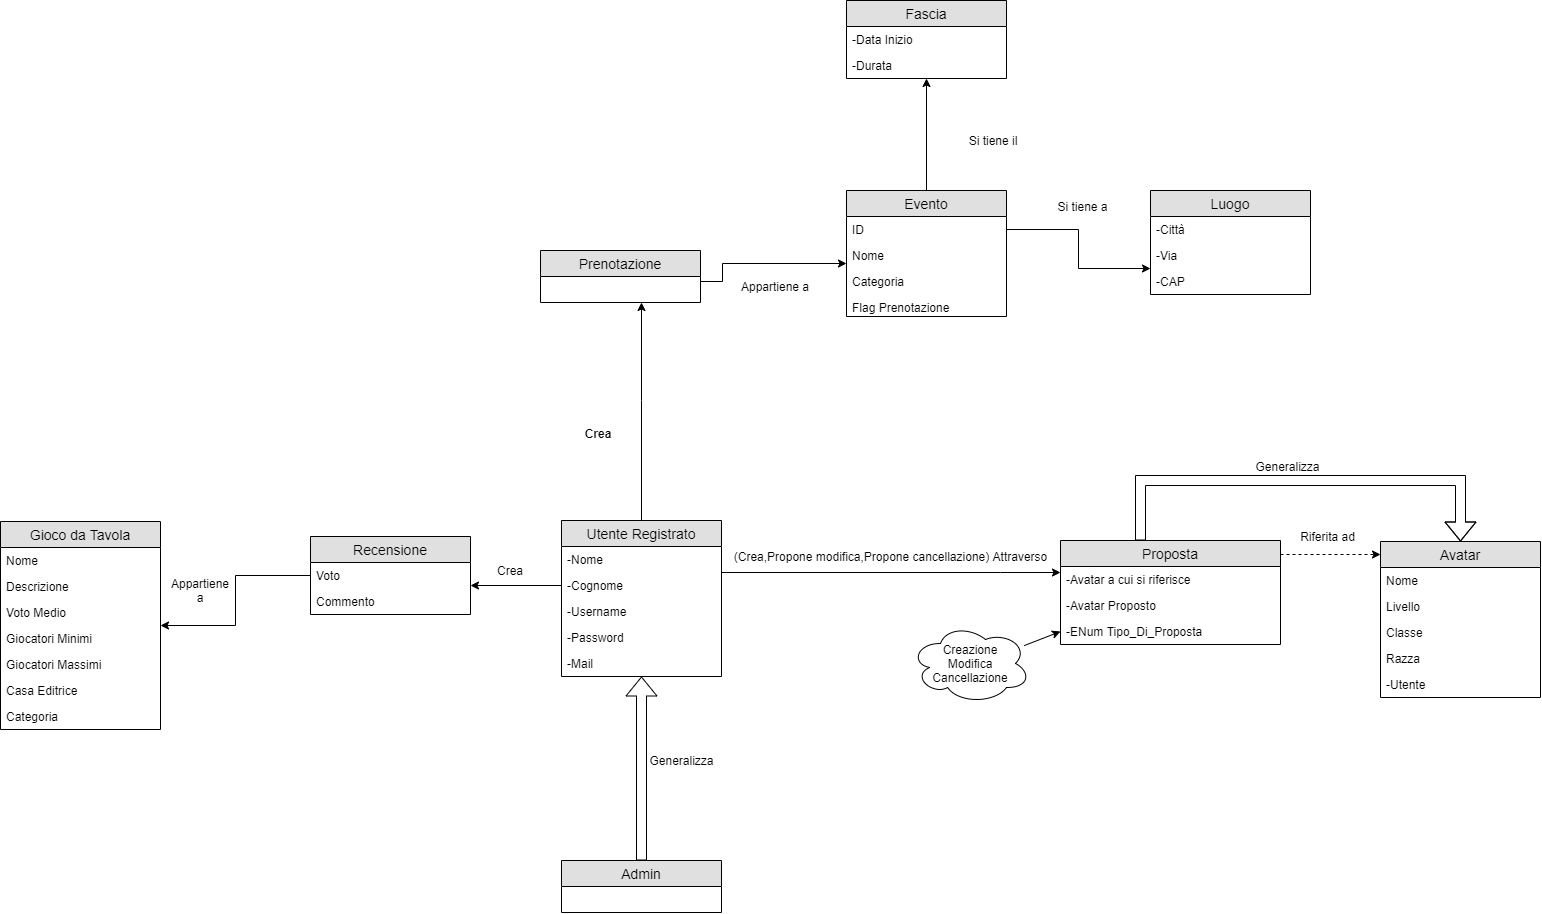 Fascia
-Data Inizio
-Durata
Si tiene il
Evento
ID
Nome
Categoria
Flag Prenotazione
Si tiene a
Luogo
-Città
-Via
-CAP
Prenotazione
Appartiene a
Crea
Gioco da Tavola
Nome
Descrizione
Voto Medio
Giocatori Minimi
Giocatori Massimi
Casa Editrice
Categoria
Appartiene
a
Recensione
Voto
Commento
Crea
Utente Registrato
-Nome
-Cognome
-Username
-Password
-Mail
(Crea,Propone modifica,Propone cancellazione) Attraverso
Generalizza
Proposta
-Avatar a cui si riferisce
-Avatar Proposto
-ENum Tipo_Di_Proposta
Creazione
Modifica
Cancellazione
Riferita ad
Avatar
Nome
Livello
Classe
Razza
-Utente
Generalizza
Admin